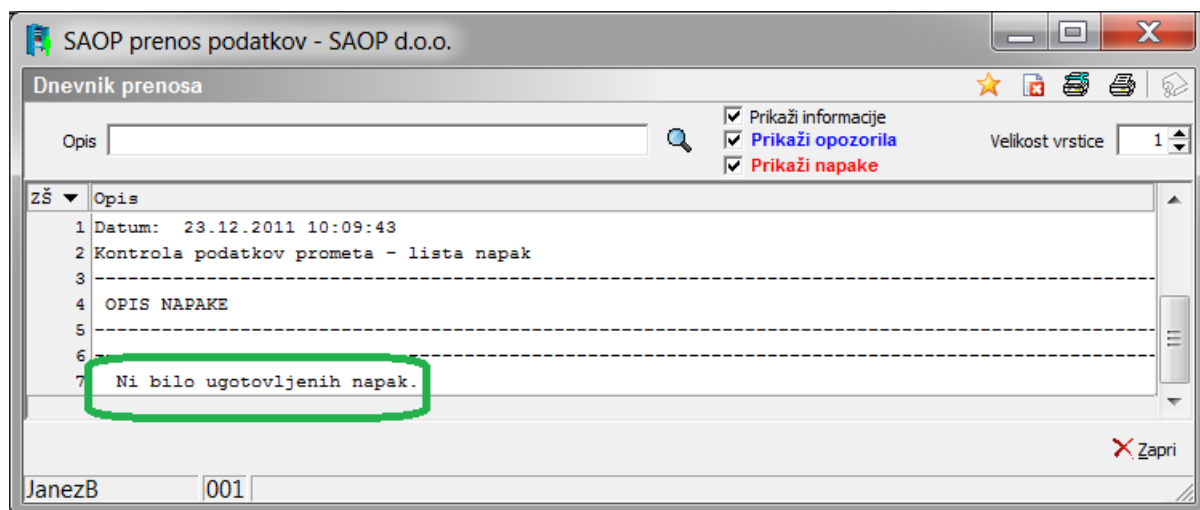 SAOP prenos podatkov - SAOP d.o.o.
Dnevnik prenosa
Opis
Prikaži informacije
Prikaži opozorila
Prikaži napake
Velikost vrstice 1
ZŠ Opis
1 Datum: 23.12.2011 10:09:43
2 Kontrola podatkov prometa - lista napak
3 ----------------------------------------------------------------------------------------------------
4 OPIS NAPAKE
5 ----------------------------------------------------------------------------------------------------
6 ----------------------------------------------------------------------------------------------------
7 Ni bilo ugotovljenih napak.
Zapri
JanezB 001